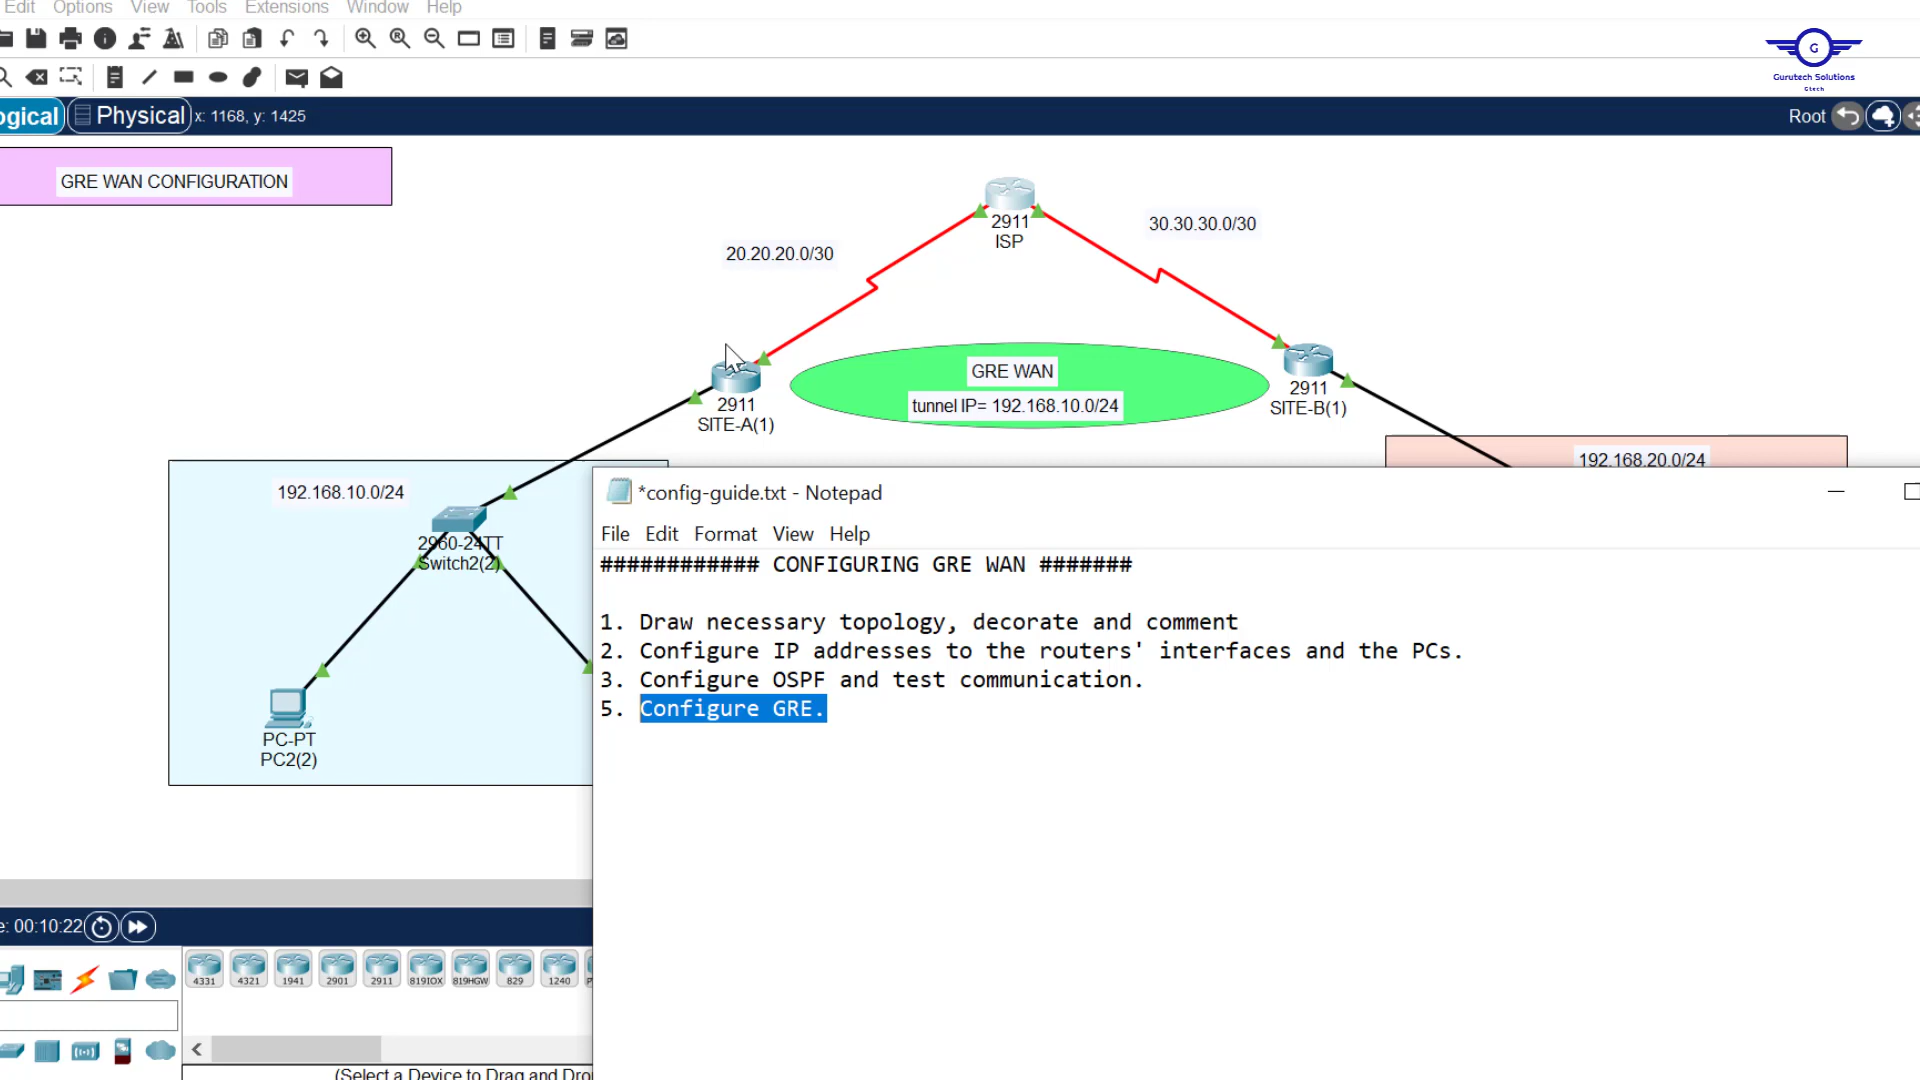 Edit Options View Tools Extensions Window Help
G
Gurutech Solutions
Gtech
ogical Physical x: 1168, y: 1425
Root
GRE WAN CONFIGURATION
2911
ISP
20.20.20.0/30
30.30.30.0/30
2911
SITE-A(1)
GRE WAN
tunnel IP= 192.168.10.0/24
2911
SITE-B(1)
192.168.10.0/24
192.168.20.0/24
2960-24TT
Switch2(2)
PC-PT
PC2(2)
*config-guide.txt - Notepad
File Edit Format View Help
############ CONFIGURING GRE WAN #######
1. Draw necessary topology, decorate and comment
2. Configure IP addresses to the routers' interfaces and the PCs.
3. Configure OSPF and test communication.
5. Configure GRE.
e: 00:10:22
4331 4321 1941 2901 2911 819IOX 819HGW 829 1240
(Select a Device to Drag and Dro